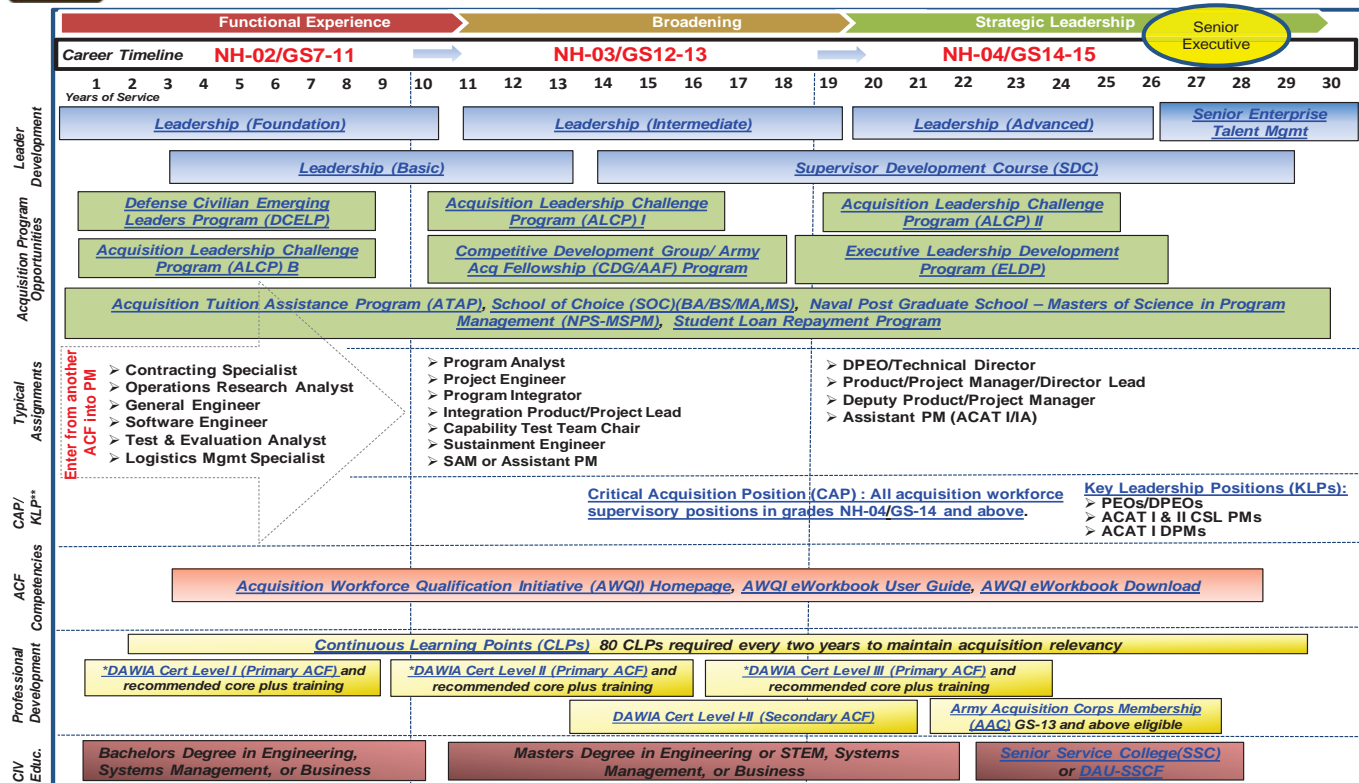 Functional Experience
Broadening
Strategic Leadership
Senior
Executive
Career Timeline
NH-02/GS7-11
NH-03/GS12-13
NH-04/GS14-15
1 2 3 4 5 6 7 8 9 10 11 12 13 14 15 16 17 18 19 20 21 22 23 24 25 26 27 28 29 30
Years of Service
Leader
Development
Leadership (Foundation)
Leadership (Intermediate)
Leadership (Advanced)
Senior Enterprise
Talent Mgmt
Leadership (Basic)
Supervisor Development Course (SDC)
Acquisition Program
Opportunities
Defense Civilian Emerging
Leaders Program (DCELP)
Acquisition Leadership Challenge
Program (ALCP) I
Acquisition Leadership Challenge
Program (ALCP) II
Acquisition Leadership Challenge
Program (ALCP) B
Competitive Development Group/ Army
Acq Fellowship (CDG/AAF) Program
Executive Leadership Development
Program (ELDP)
Acquisition Tuition Assistance Program (ATAP), School of Choice (SOC)(BA/BS/MA,MS), Naval Post Graduate School – Masters of Science in Program
Management (NPS-MSPM), Student Loan Repayment Program
Typical
Assignments
Enter from another
ACF into PM
➢ Contracting Specialist
➢ Operations Research Analyst
➢ General Engineer
➢ Software Engineer
➢ Test & Evaluation Analyst
➢ Logistics Mgmt Specialist
➢ Program Analyst
➢ Project Engineer
➢ Program Integrator
➢ Integration Product/Project Lead
➢ Capability Test Team Chair
➢ Sustainment Engineer
➢ SAM or Assistant PM
➢ DPEO/Technical Director
➢ Product/Project Manager/Director Lead
➢ Deputy Product/Project Manager
➢ Assistant PM (ACAT I/IA)
CAP/
KLP**
Critical Acquisition Position (CAP) : All acquisition workforce
supervisory positions in grades NH-04/GS-14 and above.
Key Leadership Positions (KLPs):
➢ PEOs/DPEOs
➢ ACAT I & II CSL PMs
➢ ACAT I DPMs
ACF
Competencies
Acquisition Workforce Qualification Initiative (AWQI) Homepage, AWQI eWorkbook User Guide, AWQI eWorkbook Download
Professional
Development
Continuous Learning Points (CLPs) 80 CLPs required every two years to maintain acquisition relevancy
*DAWIA Cert Level I (Primary ACF) and
recommended core plus training
*DAWIA Cert Level II (Primary ACF) and
recommended core plus training
*DAWIA Cert Level III (Primary ACF) and
recommended core plus training
DAWIA Cert Level I-II (Secondary ACF)
Army Acquisition Corps Membership
(AAC) GS-13 and above eligible
CIV
Educ.
Bachelors Degree in Engineering,
Systems Management, or Business
Masters Degree in Engineering or STEM, Systems
Management, or Business
Senior Service College(SSC)
or DAU-SSCF